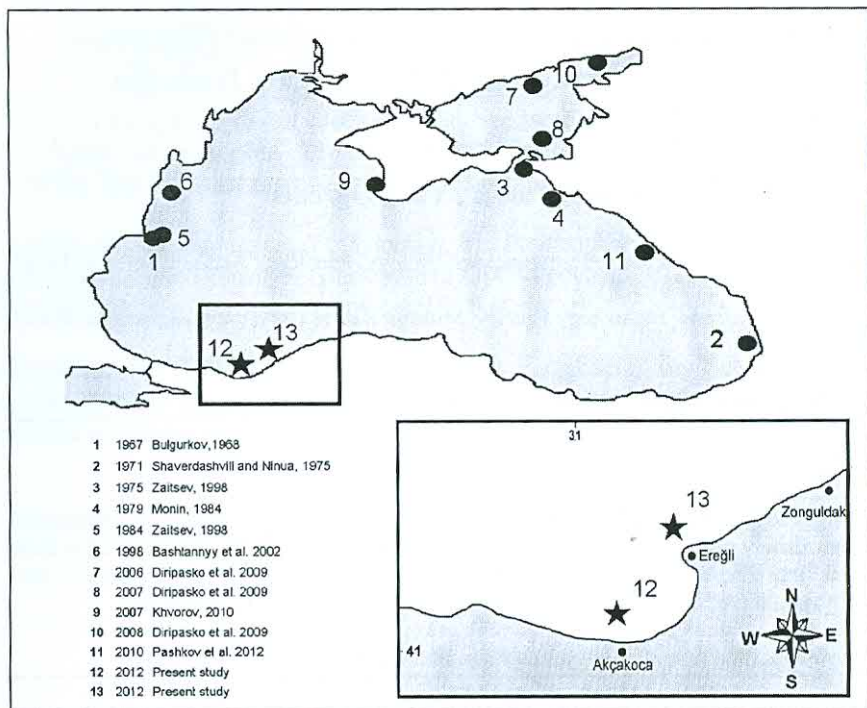 10
7
8
6
9
3
4
5
1
11
13
12
2
1 1967 Bulgurkov,1968
2 1971 Shaverdashvili and Ninua, 1975
3 1975 Zaitsev, 1998
4 1979 Monin, 1984
5 1984 Zaitsev, 1998
6 1998 Bashtannyy et al. 2002
7 2006 Diripasko et al. 2009
8 2007 Diripasko et al. 2009
9 2007 Khvorov, 2010
10 2008 Diripasko et al. 2009
11 2010 Pashkov et al. 2012
12 2012 Present study
13 2012 Present study
31
13
Zonguldak
Ereğli
12
N
W E
S
41
Akçakoca